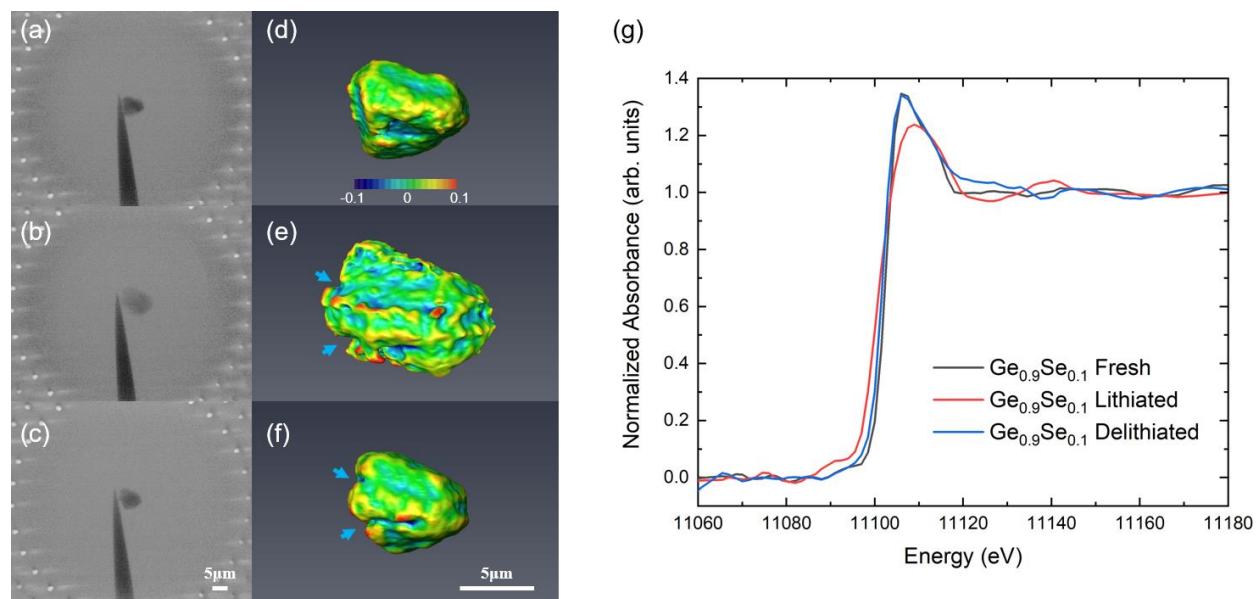 (a)
(b)
(c)
5μm
(d)
-0.1 0 0.1
(e)
(f)
5μm
(g)
Normalized Absorbance (arb. units)
1.4
1.2
1.0
0.8
0.6
0.4
0.2
0.0
Ge₀.₉Se₀.₁ Fresh
Ge₀.₉Se₀.₁ Lithiated
Ge₀.₉Se₀.₁ Delithiated
11060 11080 11100 11120 11140 11160 11180
Energy (eV)